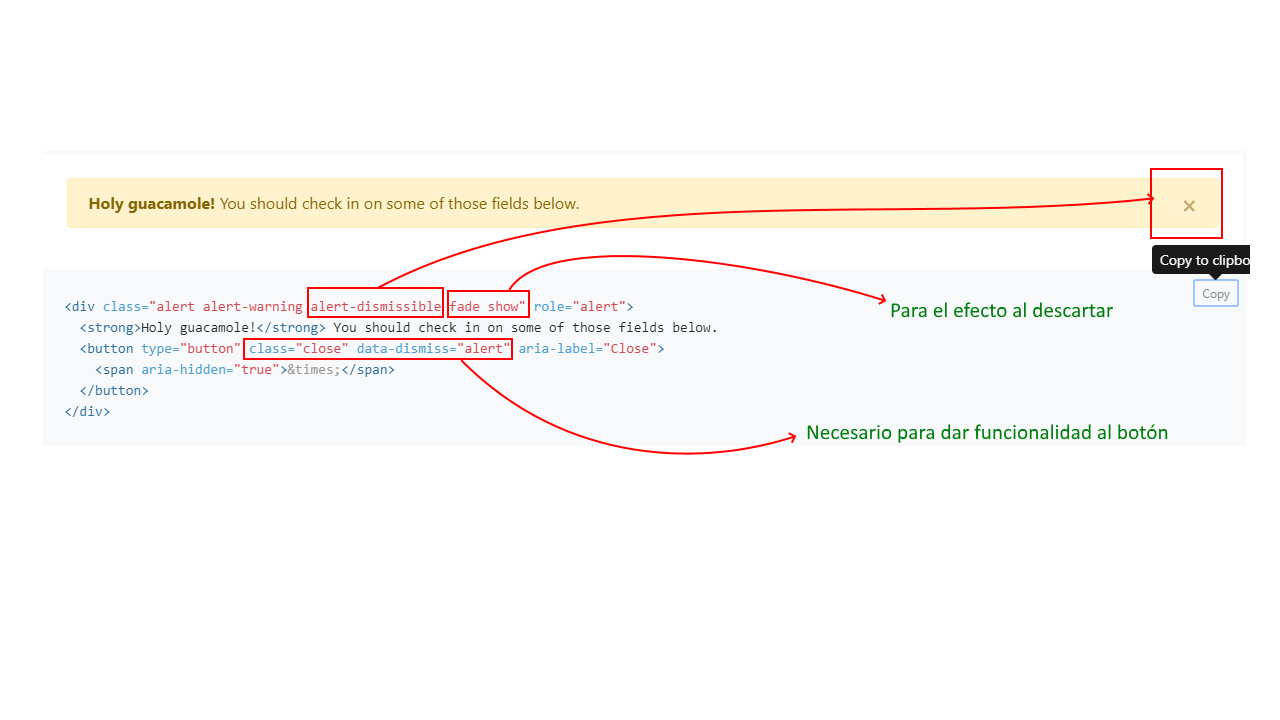 Holy guacamole! You should check in on some of those fields below.
×
Copy to clipbo
Copy
<div class="alert alert-warning alert-dismissible fade show" role="alert">
  <strong>Holy guacamole!</strong> You should check in on some of those fields below.
  <button type="button" class="close" data-dismiss="alert" aria-label="Close">
    <span aria-hidden="true">&times;</span>
  </button>
</div>
Para el efecto al descartar
Necesario para dar funcionalidad al botón